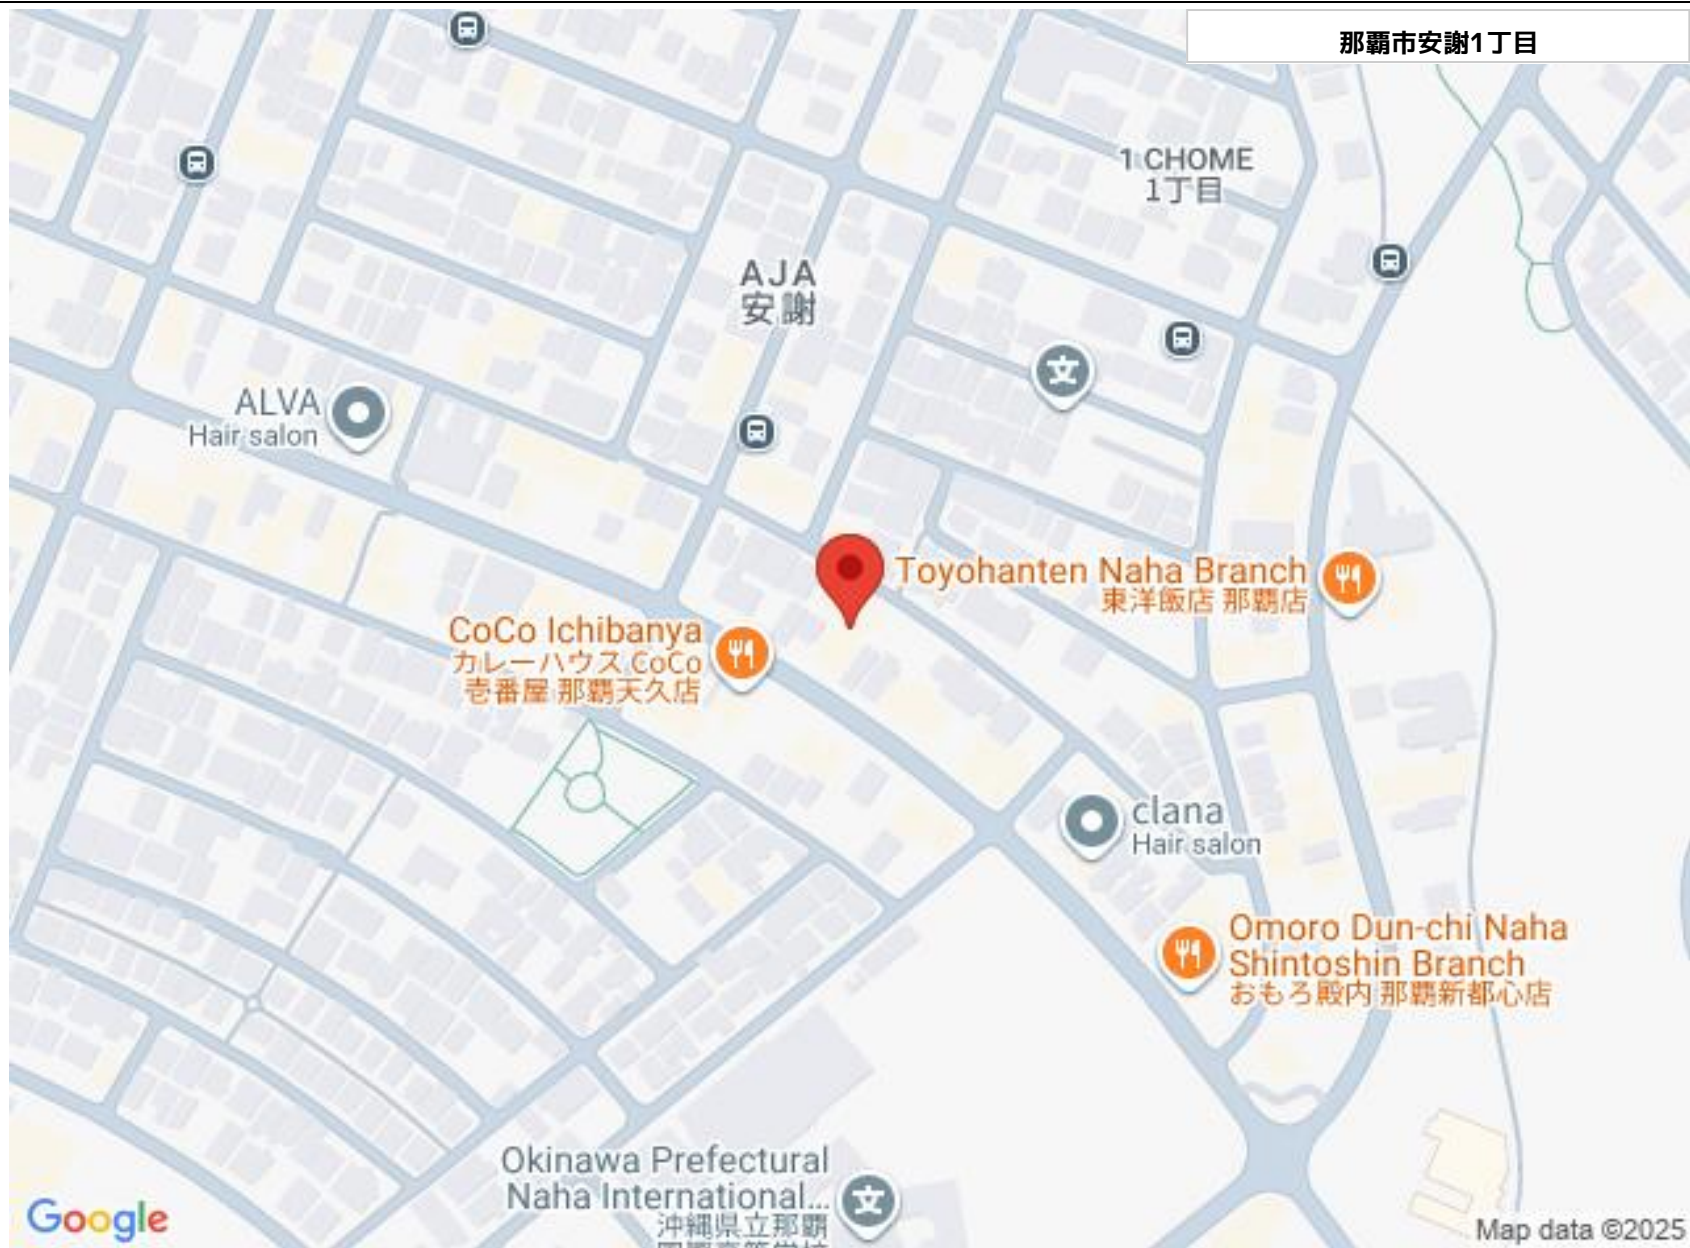 那覇市安謝1丁目
1 CHOME
1丁目
AJA
安謝
ALVA
Hair salon
Toyohanten Naha Branch
東洋飯店 那覇店
CoCo Ichibanya
カレーハウス CoCo
壱番屋 那覇天久店
clana
Hair salon
Omoro Dun-chi Naha
Shintoshin Branch
おもろ殿内 那覇新都心店
Okinawa Prefectural
Naha International...
沖縄県立那覇
Google
Map data ©2025